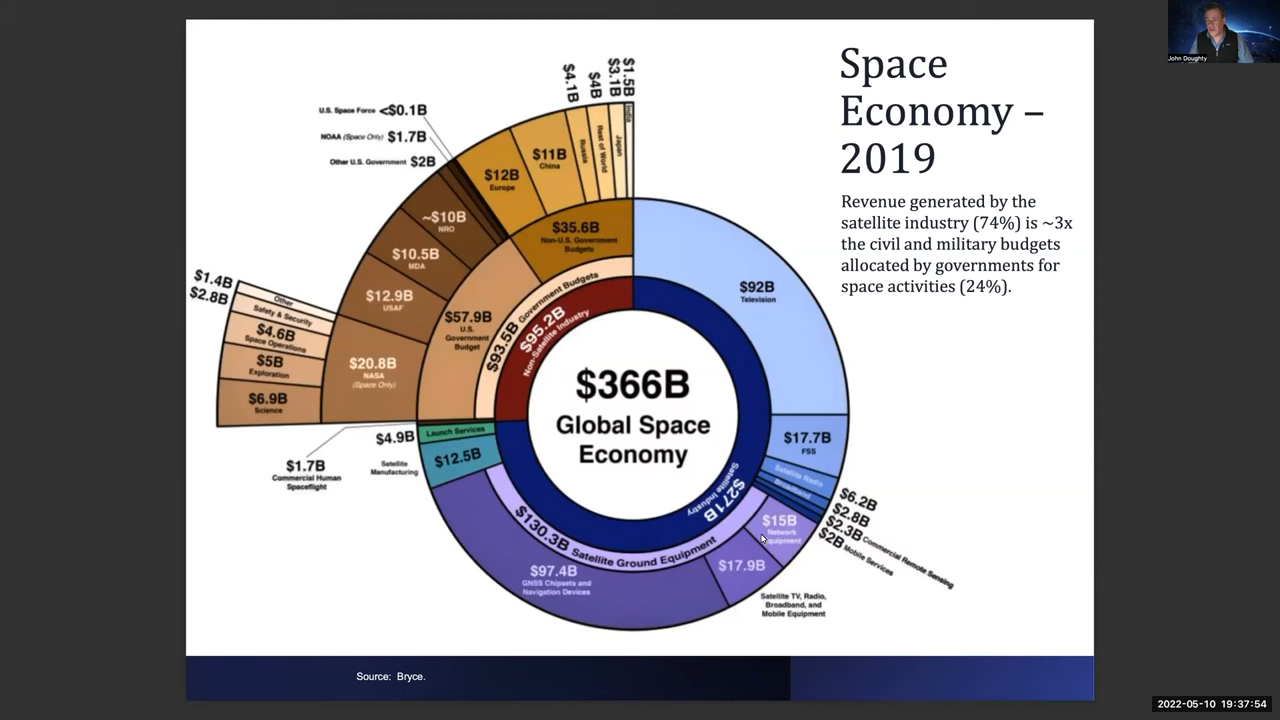 Space
Economy –
2019
Revenue generated by the
satellite industry (74%) is ~3x
the civil and military budgets
allocated by governments for
space activities (24%).
John Doughty
$366B
Global Space
Economy
$95.2B
Non-Satellite Industry
$93.5B Government Budgets
$271B
Satellite Industry
$1.5B
India
$3.1B
Japan
$4B
Rest of World
$4.1B
Russia
$11B
China
$12B
Europe
$35.6B
Non-U.S. Government
Budgets
U.S. Space Force <$0.1B
NOAA (Space Only) $1.7B
Other U.S. Government $2B
~$10B
NRO
$10.5B
MDA
$12.9B
USAF
$57.9B
U.S.
Government
Budget
$20.8B
NASA
(Space Only)
$1.4B
Other
$2.8B
Safety & Security
$4.6B
Space Operations
$5B
Exploration
$6.9B
Science
$1.7B
Commercial Human
Spaceflight
$4.9B
Launch Services
Satellite
Manufacturing
$12.5B
$130.3B Satellite Ground Equipment
$97.4B
GNSS Chipsets and
Navigation Devices
$17.9B
Satellite TV, Radio,
Broadband, and
Mobile Equipment
$15B
Network
Equipment
$92B
Television
$17.7B
FSS
Satellite Radio
$6.2B
Broadband
$2.8B
$2.3B Commercial Remote Sensing
$2B Mobile Services
Source: Bryce.
2022-05-10 19:37:54